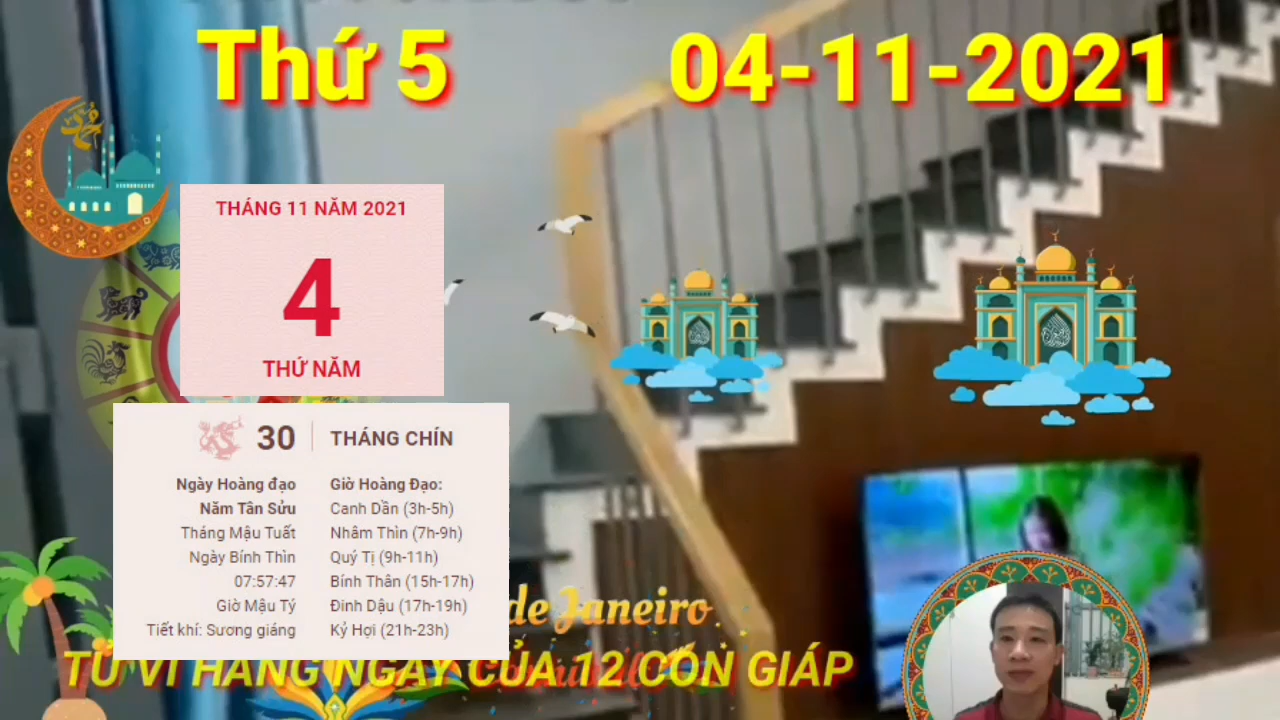 Thứ 5 04-11-2021
THÁNG 11 NĂM 2021
4
THỨ NĂM
30 THÁNG CHÍN
Ngày Hoàng đạo
Năm Tân Sửu
Tháng Mậu Tuất
Ngày Bính Thìn
07:57:47
Giờ Mậu Tý
Tiết khí: Sương giáng
Giờ Hoàng Đạo:
Canh Dần (3h-5h)
Nhâm Thìn (7h-9h)
Quý Tị (9h-11h)
Bính Thân (15h-17h)
Đinh Dậu (17h-19h)
Kỷ Hợi (21h-23h)
de Janeiro
TỬ VI HÀNG NGÀY CỦA 12 CON GIÁP